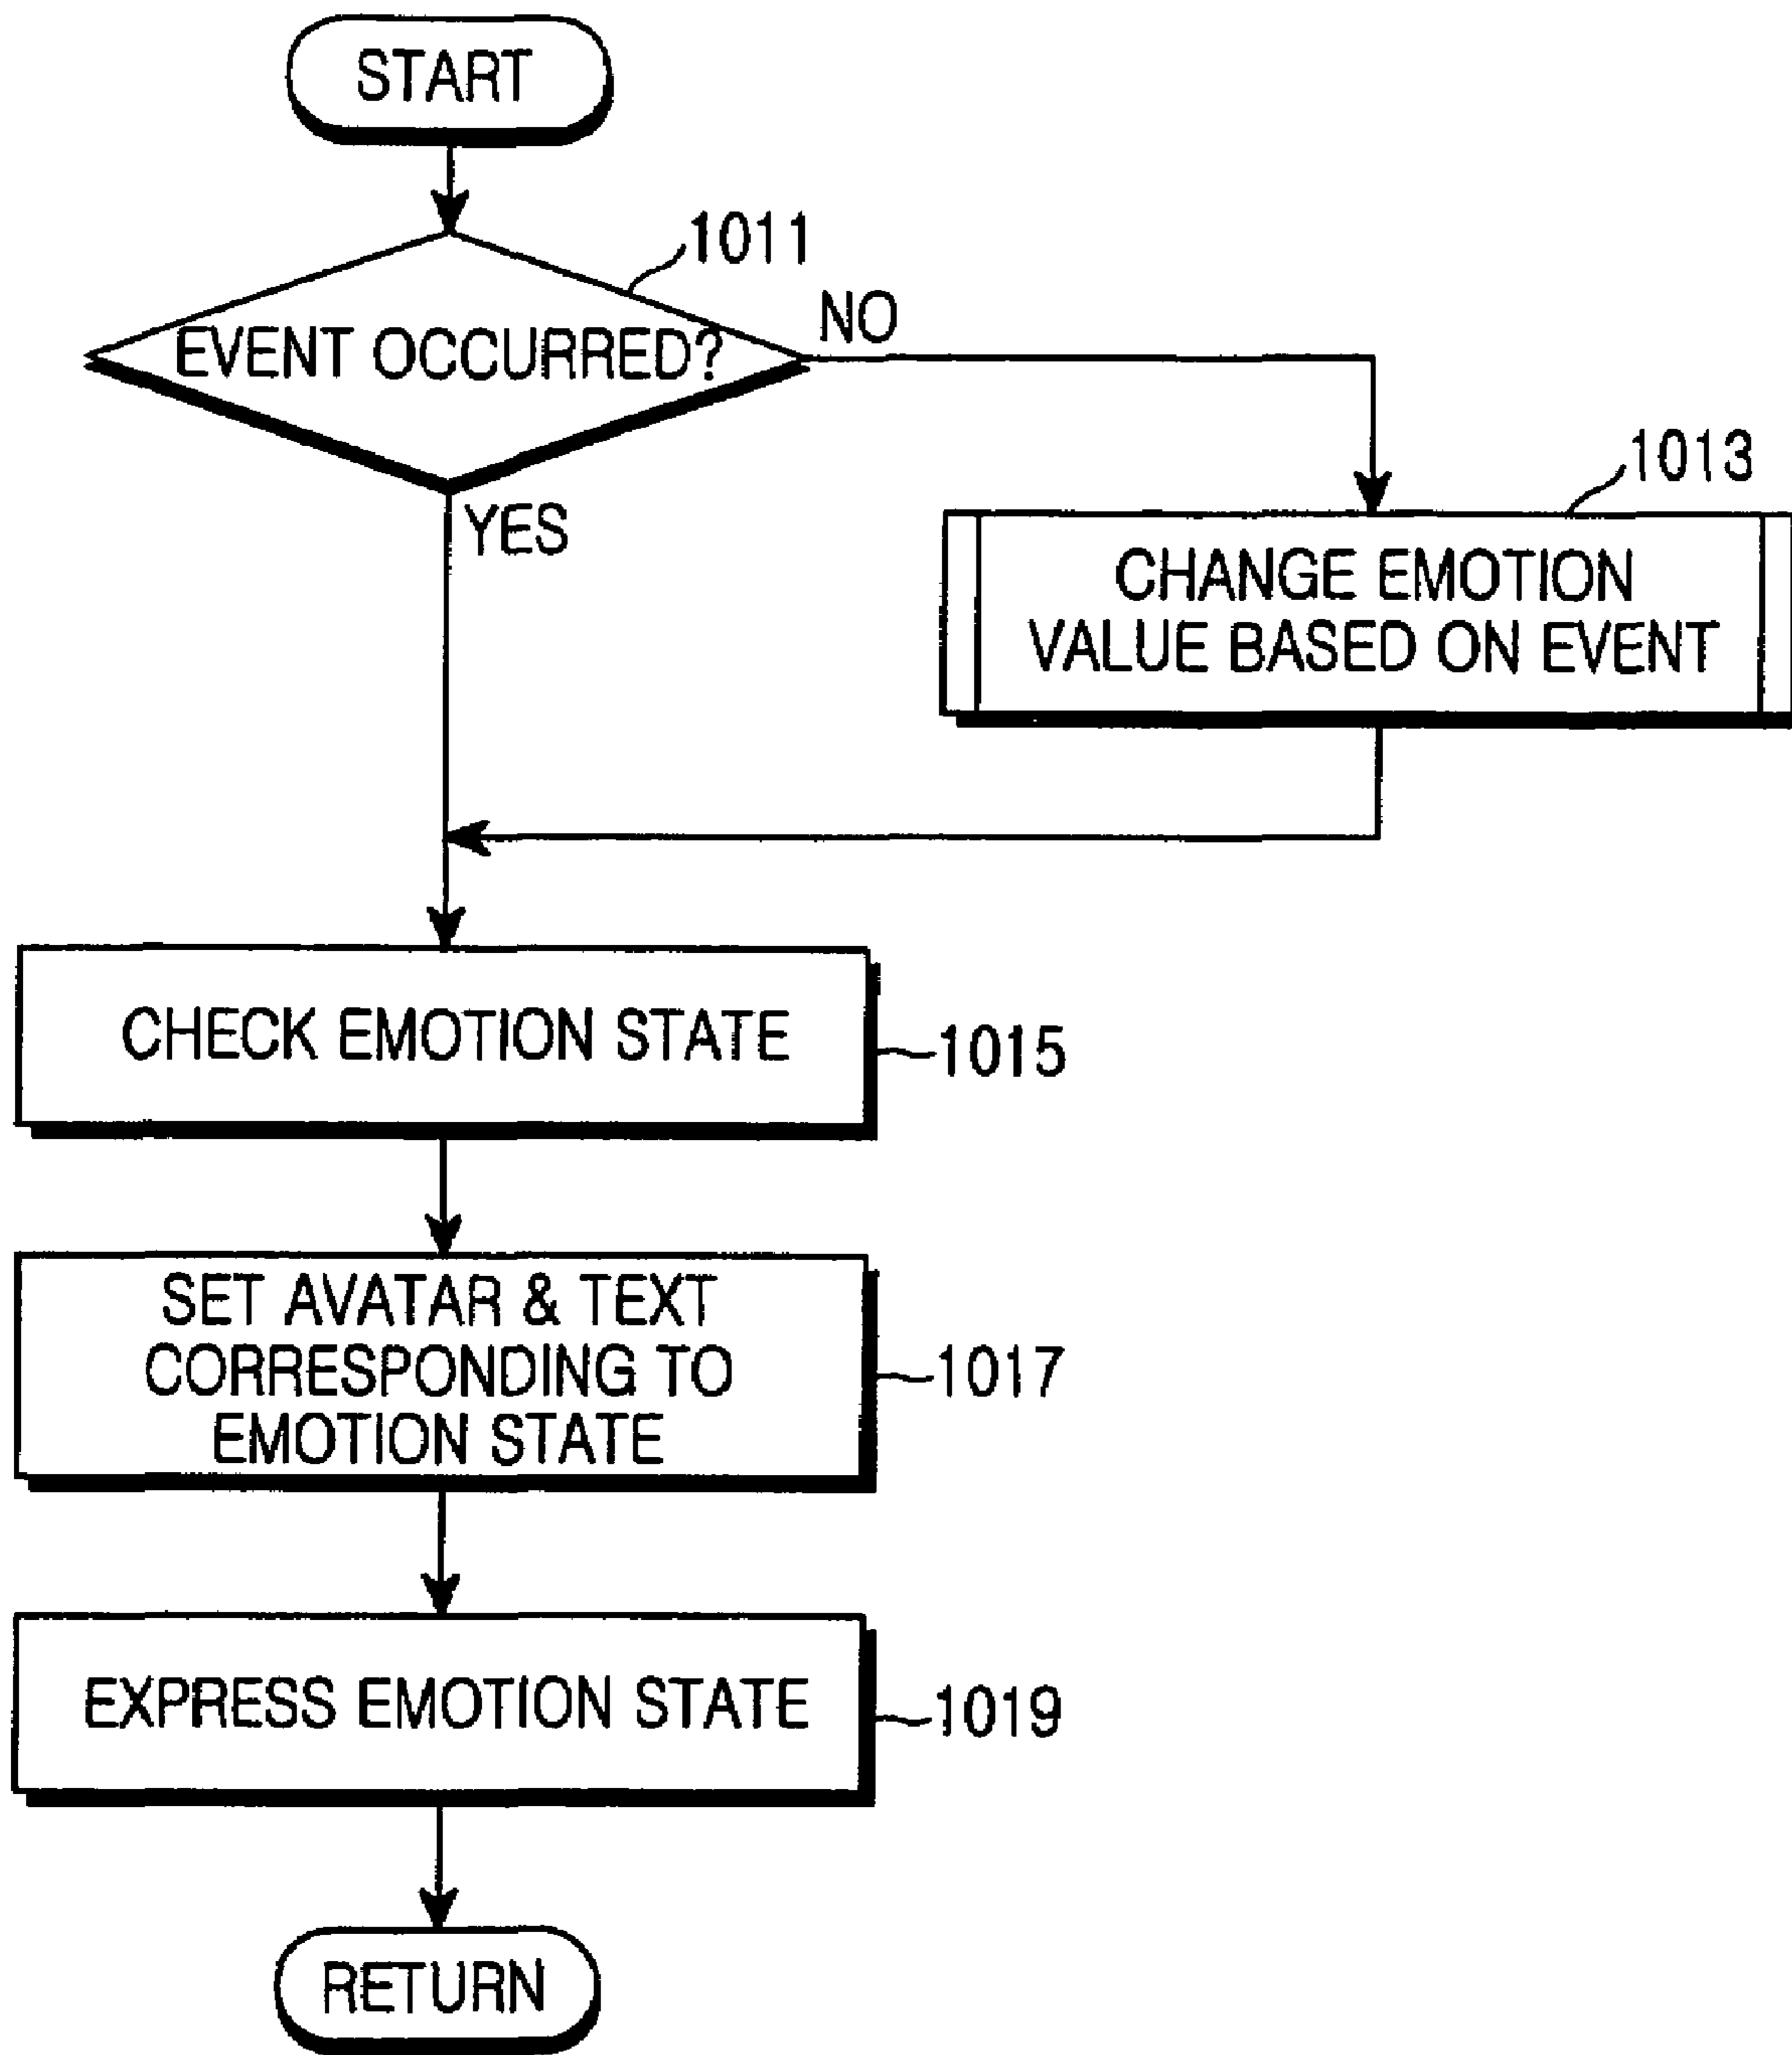 START
1011
EVENT OCCURRED?
NO
YES
1013
CHANGE EMOTION
VALUE BASED ON EVENT
CHECK EMOTION STATE
1015
SET AVATAR & TEXT
CORRESPONDING TO
EMOTION STATE
1017
EXPRESS EMOTION STATE
1019
RETURN